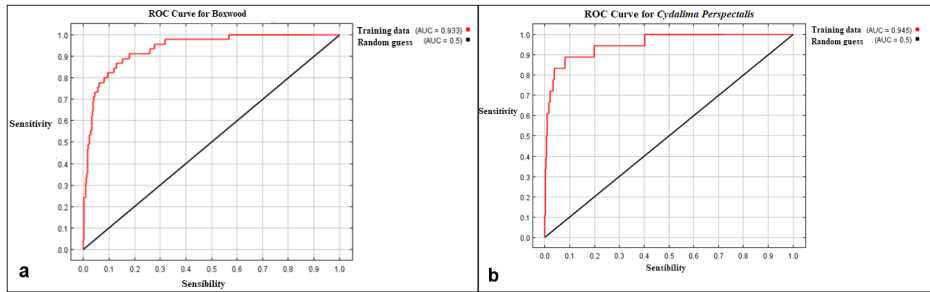 ROC Curve for Boxwood
Training data (AUC = 0.933)
Random guess (AUC = 0.5)
1.0
0.9
0.8
0.7
0.6
Sensitivity
0.5
0.4
0.3
0.2
0.1
0.0
0.0 0.1 0.2 0.3 0.4 0.5 0.6 0.7 0.8 0.9 1.0
Sensibility
a
ROC Curve for Cydalima Perspectalis
Training data (AUC = 0.945)
Random guess (AUC = 0.5)
1.0
0.9
0.8
0.7
Sensitivity
0.6
0.5
0.4
0.3
0.2
0.1
0.0
0.0 0.1 0.2 0.3 0.4 0.5 0.6 0.7 0.8 0.9 1.0
Sensibility
b